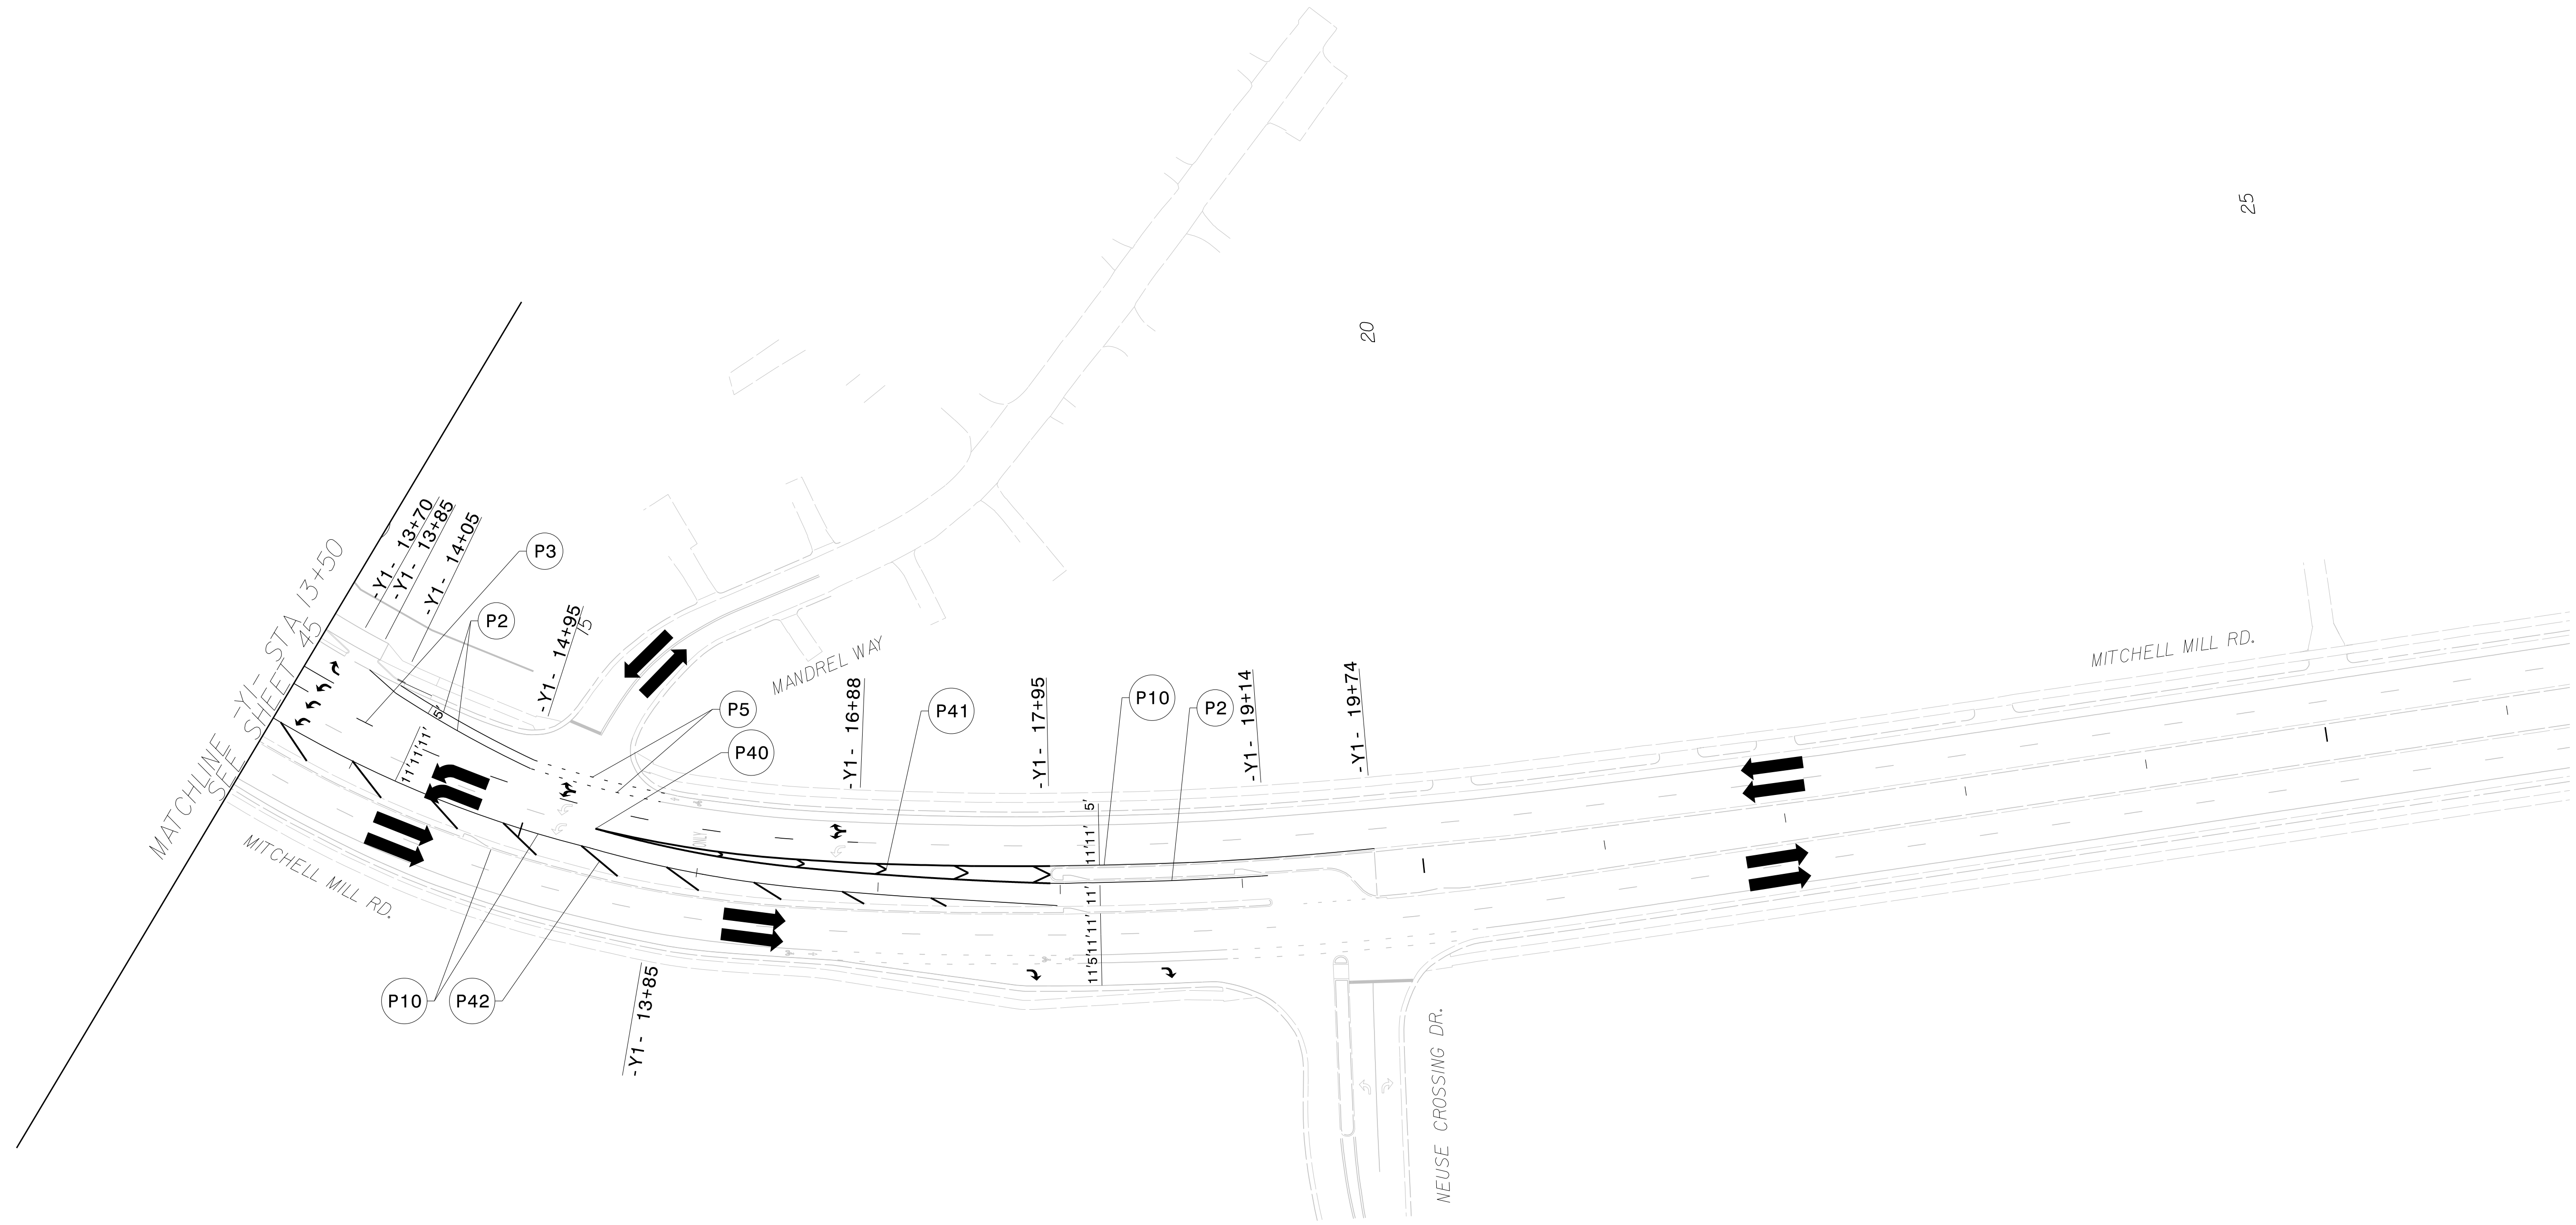 25
20
MATCHLINE -Y1- STA 13+50
SEE SHEET 45
-Y1- 13+70
-Y1- 13+85
-Y1- 14+05
P3
P2
-Y1- 14+95
15
5'
11'11'11'
P5
P40
MANDREL WAY
-Y1- 16+88
P41
-Y1- 17+95
P10
P2
-Y1- 19+14
-Y1- 19+74
MITCHELL MILL RD.
ONLY
5'
11'11'
11'5'11'11' 11'
MITCHELL MILL RD.
P10
P42
-Y1- 13+85
NEUSE CROSSING DR.